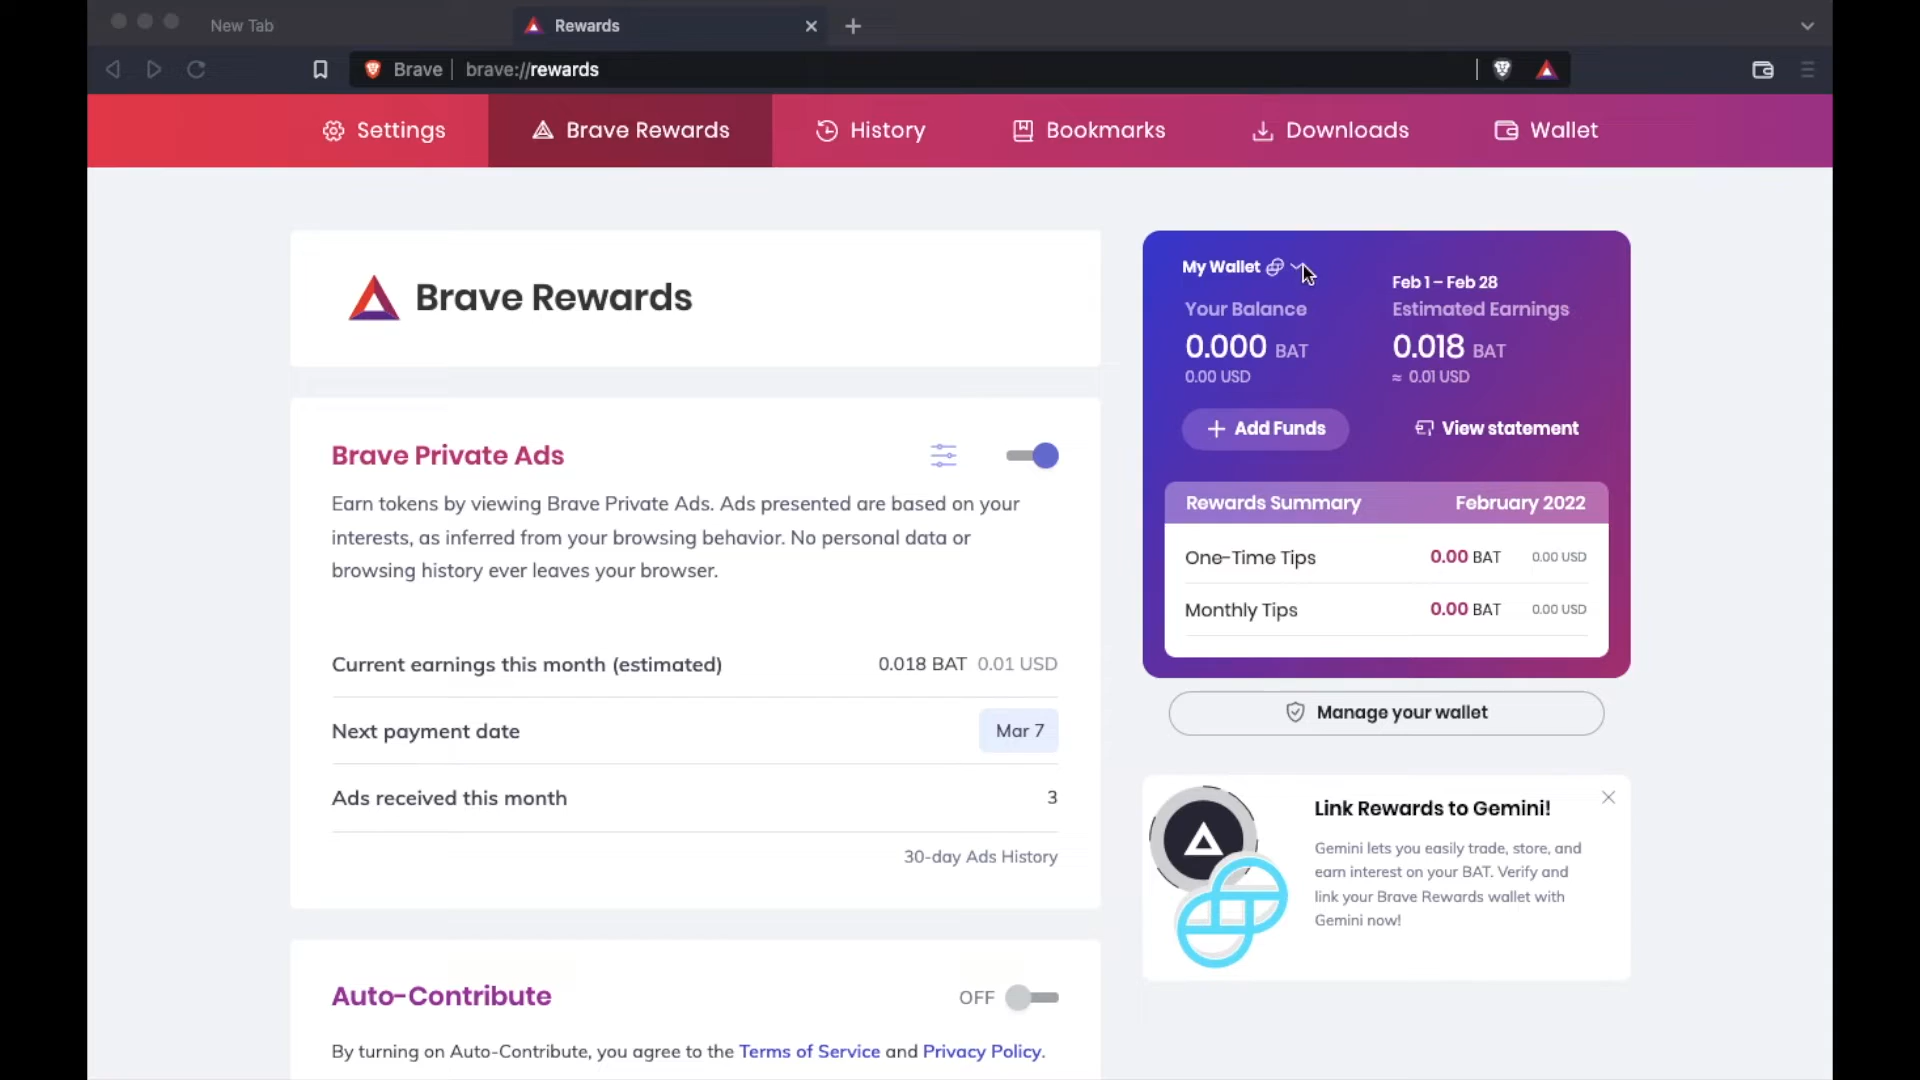 New Tab
Rewards
Brave
brave://rewards
Settings
Brave Rewards
History
Bookmarks
Downloads
Wallet
Brave Rewards
Brave Private Ads
Earn tokens by viewing Brave Private Ads. Ads presented are based on your
interests, as inferred from your browsing behavior. No personal data or
browsing history ever leaves your browser.
Current earnings this month (estimated) 0.018 BAT 0.01 USD
Next payment date Mar 7
Ads received this month 3
30-day Ads History
Auto-Contribute OFF
By turning on Auto-Contribute, you agree to the Terms of Service and Privacy Policy.
My Wallet
Your Balance
0.000 BAT
0.00 USD
Add Funds
Feb 1 – Feb 28
Estimated Earnings
0.018 BAT
≈ 0.01 USD
View statement
Rewards Summary February 2022
One-Time Tips 0.00 BAT 0.00 USD
Monthly Tips 0.00 BAT 0.00 USD
Manage your wallet
Link Rewards to Gemini!
Gemini lets you easily trade, store, and
earn interest on your BAT. Verify and
link your Brave Rewards wallet with
Gemini now!